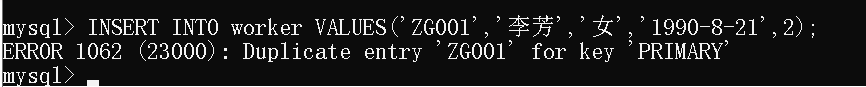 mysql> INSERT INTO worker VALUES('ZG001','李芳','女','1990-8-21',2);
ERROR 1062 (23000): Duplicate entry 'ZG001' for key 'PRIMARY'
mysql>